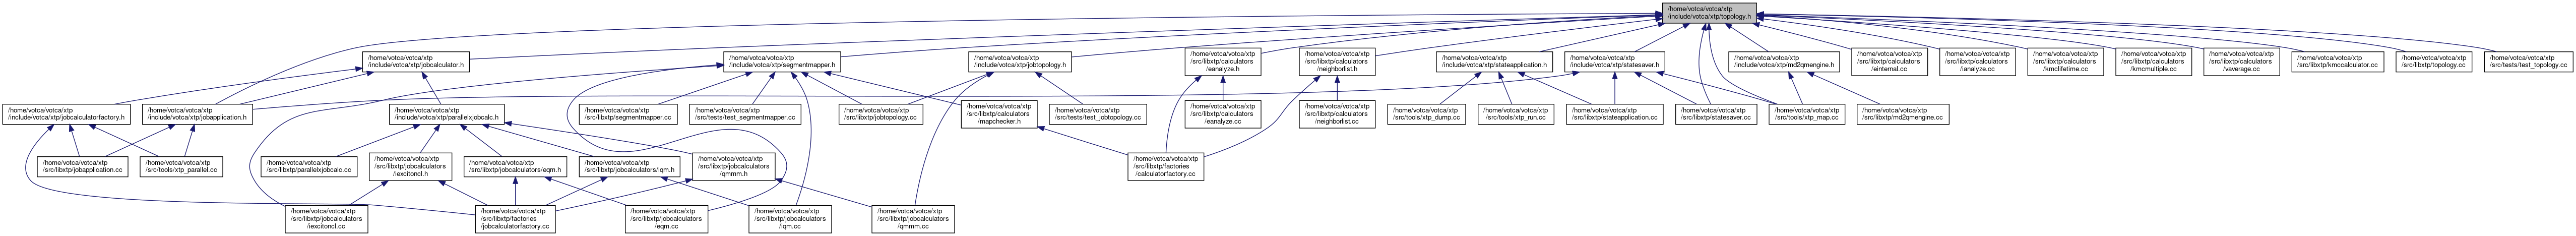 /home/votca/votca/xtp
/include/votca/xtp/topology.h
/home/votca/votca/xtp
/include/votca/xtp/jobcalculator.h
/home/votca/votca/xtp
/include/votca/xtp/segmentmapper.h
/home/votca/votca/xtp
/include/votca/xtp/jobtopology.h
/home/votca/votca/xtp
/src/libxtp/calculators
/eanalyze.h
/home/votca/votca/xtp
/src/libxtp/calculators
/neighborlist.h
/home/votca/votca/xtp
/include/votca/xtp/stateapplication.h
/home/votca/votca/xtp
/include/votca/xtp/statesaver.h
/home/votca/votca/xtp
/include/votca/xtp/md2qmengine.h
/home/votca/votca/xtp
/src/libxtp/calculators
/einternal.cc
/home/votca/votca/xtp
/src/libxtp/calculators
/ianalyze.cc
/home/votca/votca/xtp
/src/libxtp/calculators
/kmclifetime.cc
/home/votca/votca/xtp
/src/libxtp/calculators
/kmcmultiple.cc
/home/votca/votca/xtp
/src/libxtp/calculators
/vaverage.cc
/home/votca/votca/xtp
/src/libxtp/kmccalculator.cc
/home/votca/votca/xtp
/src/libxtp/topology.cc
/home/votca/votca/xtp
/src/tests/test_topology.cc
/home/votca/votca/xtp
/include/votca/xtp/jobcalculatorfactory.h
/home/votca/votca/xtp
/include/votca/xtp/jobapplication.h
/home/votca/votca/xtp
/include/votca/xtp/parallelxjobcalc.h
/home/votca/votca/xtp
/src/libxtp/segmentmapper.cc
/home/votca/votca/xtp
/src/tests/test_segmentmapper.cc
/home/votca/votca/xtp
/src/libxtp/jobtopology.cc
/home/votca/votca/xtp
/src/libxtp/calculators
/mapchecker.h
/home/votca/votca/xtp
/src/tests/test_jobtopology.cc
/home/votca/votca/xtp
/src/libxtp/calculators
/eanalyze.cc
/home/votca/votca/xtp
/src/libxtp/calculators
/neighborlist.cc
/home/votca/votca/xtp
/src/tools/xtp_dump.cc
/home/votca/votca/xtp
/src/tools/xtp_run.cc
/home/votca/votca/xtp
/src/libxtp/stateapplication.cc
/home/votca/votca/xtp
/src/libxtp/statesaver.cc
/home/votca/votca/xtp
/src/tools/xtp_map.cc
/home/votca/votca/xtp
/src/libxtp/md2qmengine.cc
/home/votca/votca/xtp
/src/libxtp/jobapplication.cc
/home/votca/votca/xtp
/src/tools/xtp_parallel.cc
/home/votca/votca/xtp
/src/libxtp/parallelxjobcalc.cc
/home/votca/votca/xtp
/src/libxtp/jobcalculators
/iexcitoncl.h
/home/votca/votca/xtp
/src/libxtp/jobcalculators/eqm.h
/home/votca/votca/xtp
/src/libxtp/jobcalculators/iqm.h
/home/votca/votca/xtp
/src/libxtp/jobcalculators
/qmmm.h
/home/votca/votca/xtp
/src/libxtp/factories
/calculatorfactory.cc
/home/votca/votca/xtp
/src/libxtp/jobcalculators
/iexcitoncl.cc
/home/votca/votca/xtp
/src/libxtp/factories
/jobcalculatorfactory.cc
/home/votca/votca/xtp
/src/libxtp/jobcalculators
/eqm.cc
/home/votca/votca/xtp
/src/libxtp/jobcalculators
/iqm.cc
/home/votca/votca/xtp
/src/libxtp/jobcalculators
/qmmm.cc